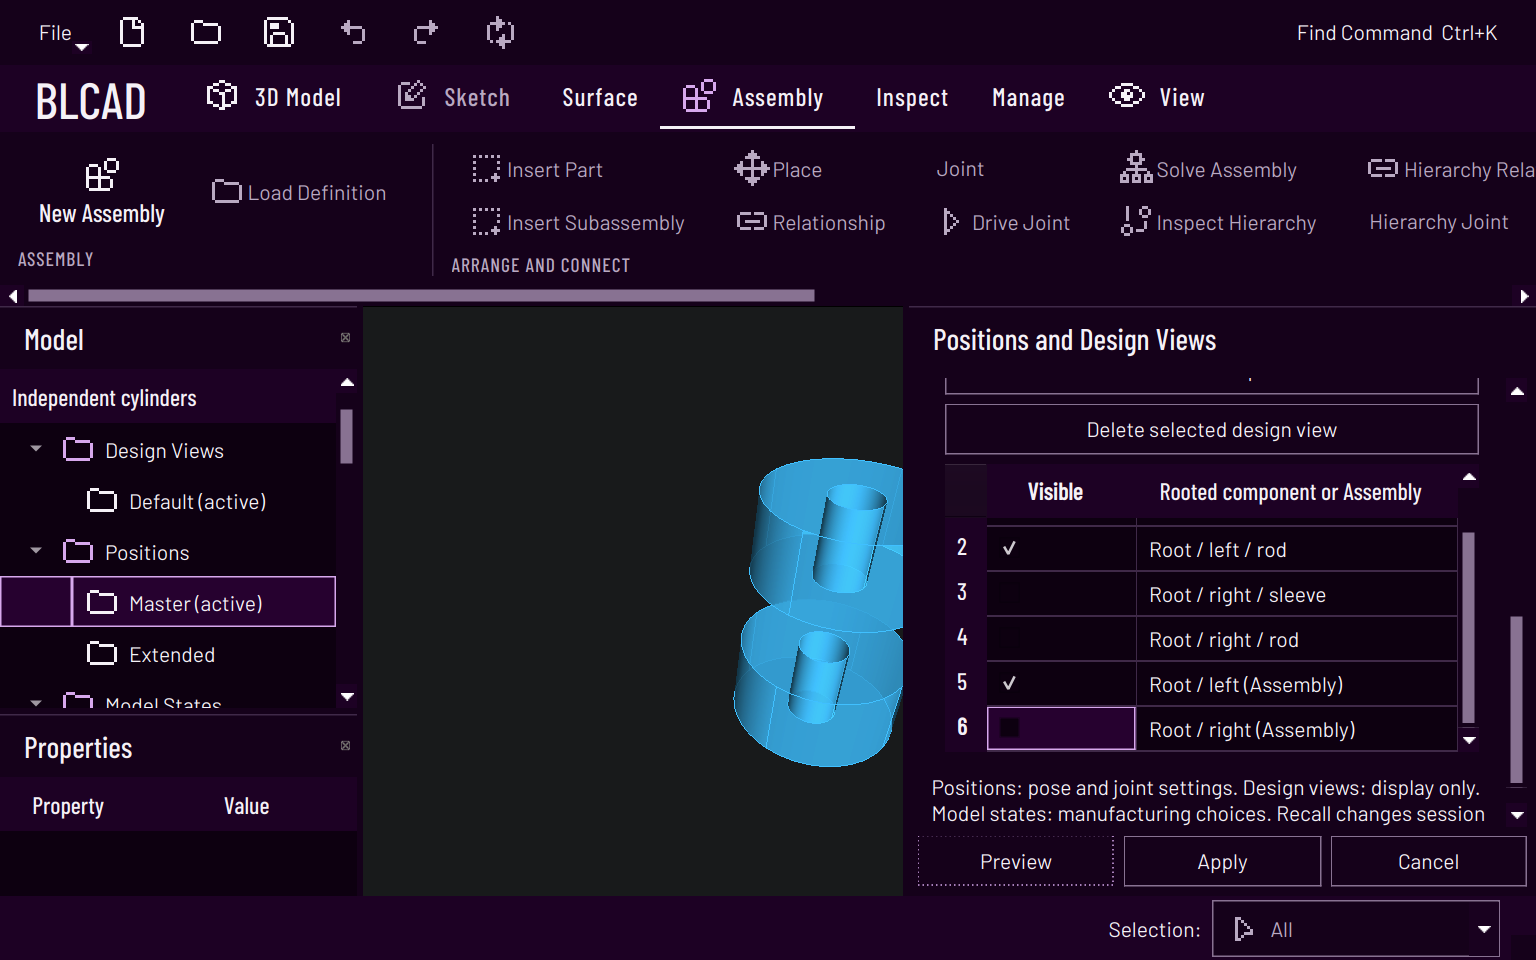 File
Find Command Ctrl+K
BLCAD
3D Model
Sketch
Surface
Assembly
Inspect
Manage
View
New Assembly
Load Definition
ASSEMBLY
Insert Part
Place
Joint
Solve Assembly
Hierarchy Rela
Insert Subassembly
Relationship
Drive Joint
Inspect Hierarchy
Hierarchy Joint
ARRANGE AND CONNECT
Model
Independent cylinders
Design Views
Default (active)
Positions
Master (active)
Extended
Model States
Properties
Property Value
Positions and Design Views
Delete selected design view
Visible Rooted component or Assembly
2 ✓ Root / left / rod
3 Root / right / sleeve
4 Root / right / rod
5 ✓ Root / left (Assembly)
6 Root / right (Assembly)
Positions: pose and joint settings. Design views: display only.
Model states: manufacturing choices. Recall changes session
Preview
Apply
Cancel
Selection: All